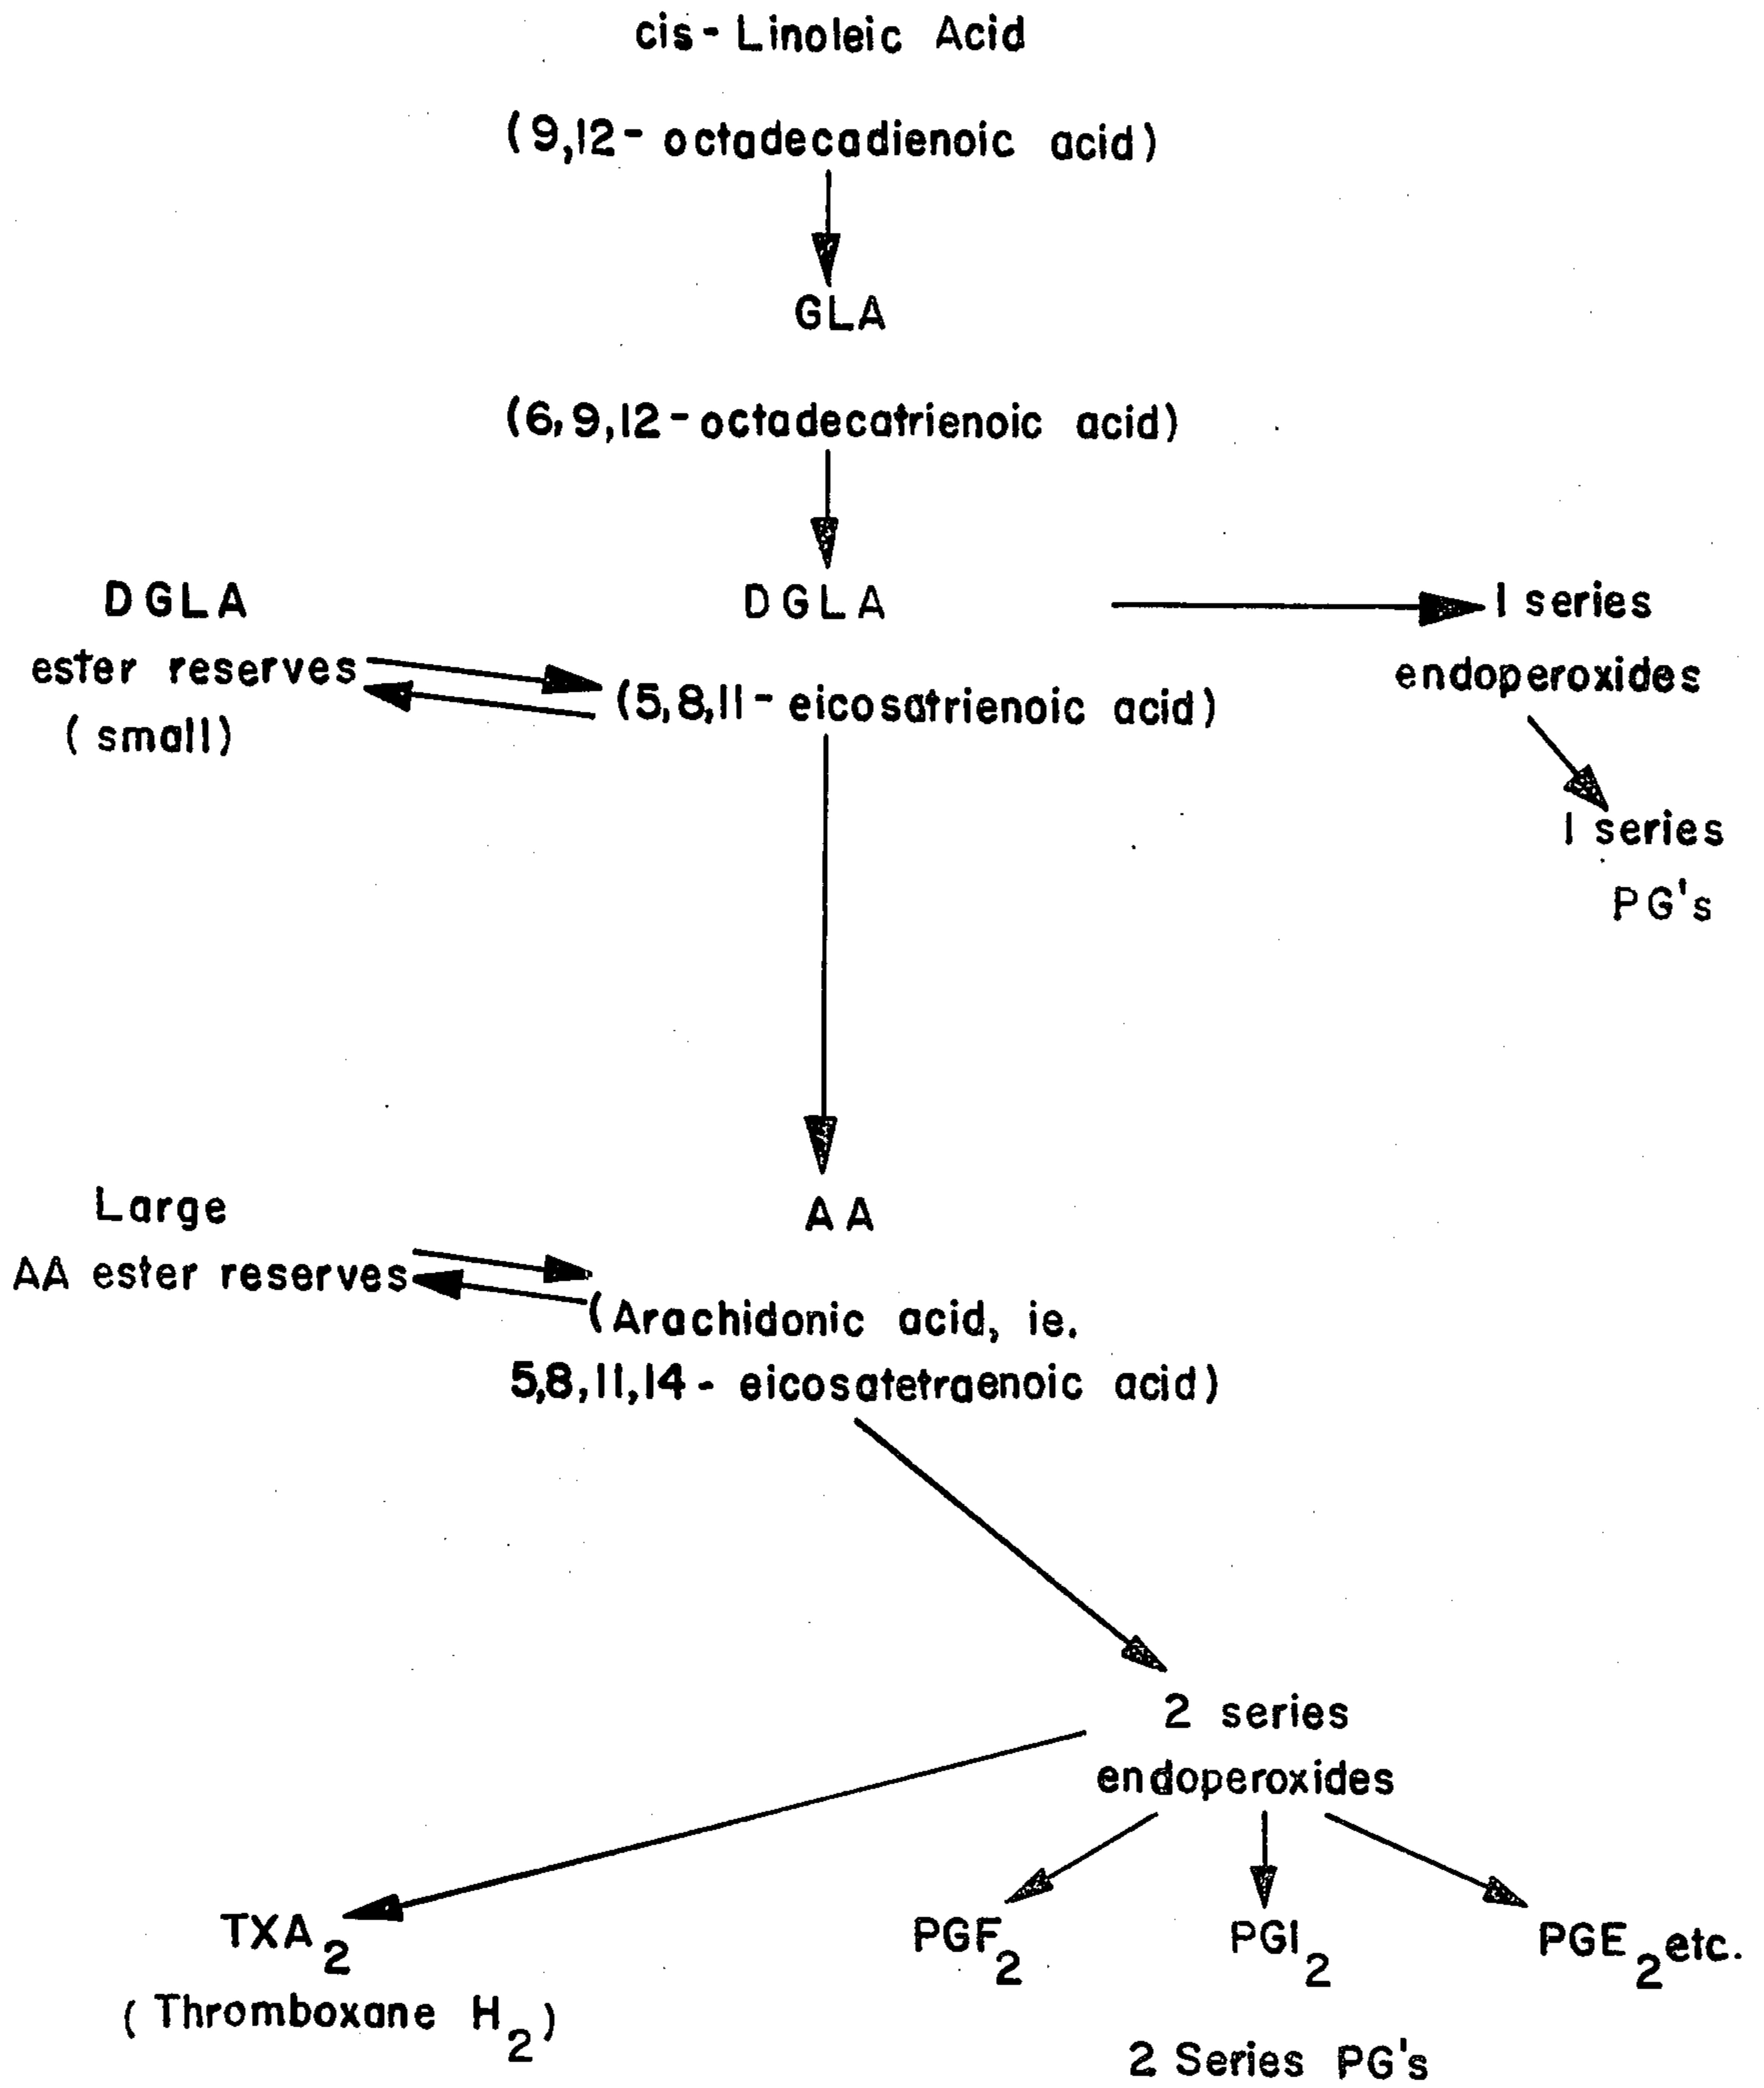 cis - Linoleic Acid
(9,12 - octadecadienoic acid)
GLA
(6,9,12 - octadecatrienoic acid)
DGLA
ester reserves
(small)
DGLA
(5,8,11 - eicosatrienoic acid)
1 series
endoperoxides
1 series
PG's
Large
AA ester reserves
AA
(Arachidonic acid, ie.
5,8,11,14 - eicosatetraenoic acid)
2 series
endoperoxides
TXA2
(Thromboxane H2)
PGF2
PGI2
PGE2 etc.
2 Series PG's